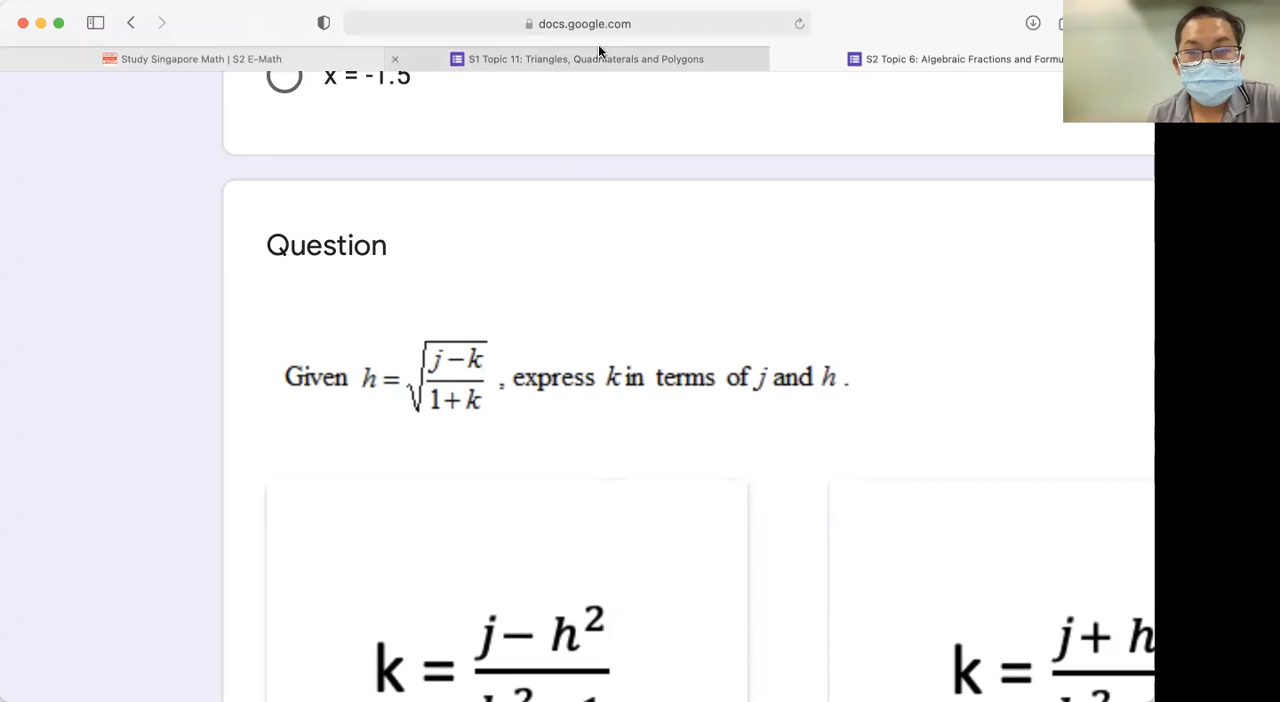 docs.google.com
Study Singapore Math | S2 E-Math
S1 Topic 11: Triangles, Quadrilaterals and Polygons
S2 Topic 6: Algebraic Fractions and Formu
x = -1.5
Question
Given h = √((j−k)/(1+k)) , express k in terms of j and h .
k = j− h²
k = j+ h